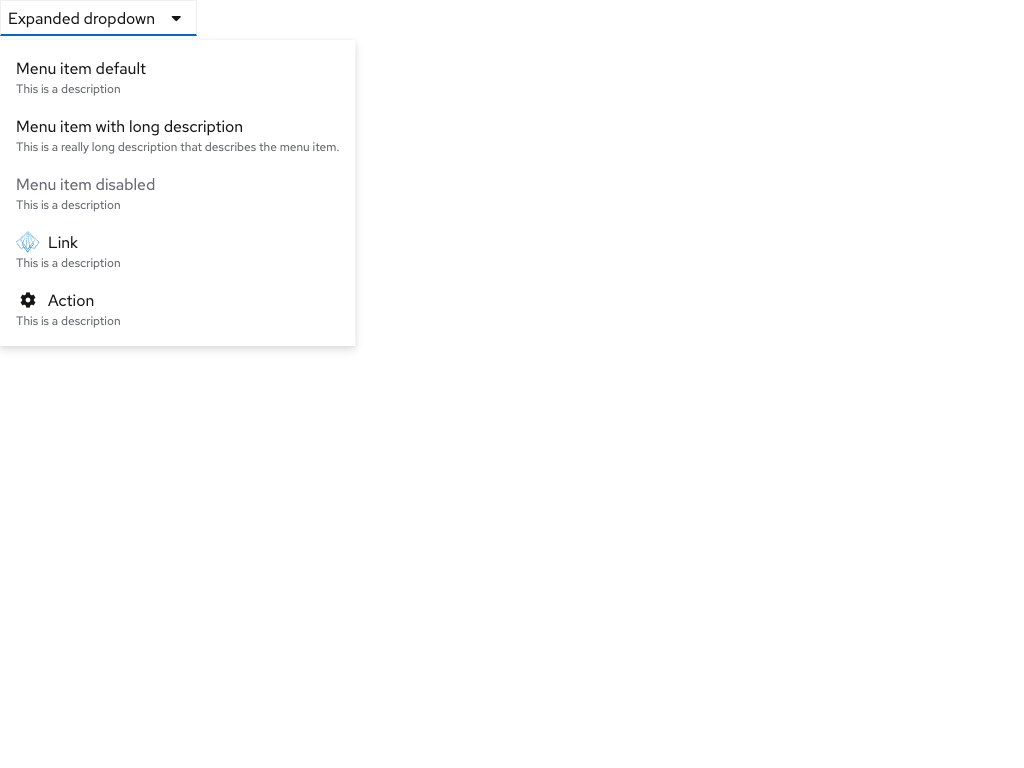 Expanded dropdown
Menu item default
This is a description
Menu item with long description
This is a really long description that describes the menu item.
Menu item disabled
This is a description
Link
This is a description
Action
This is a description